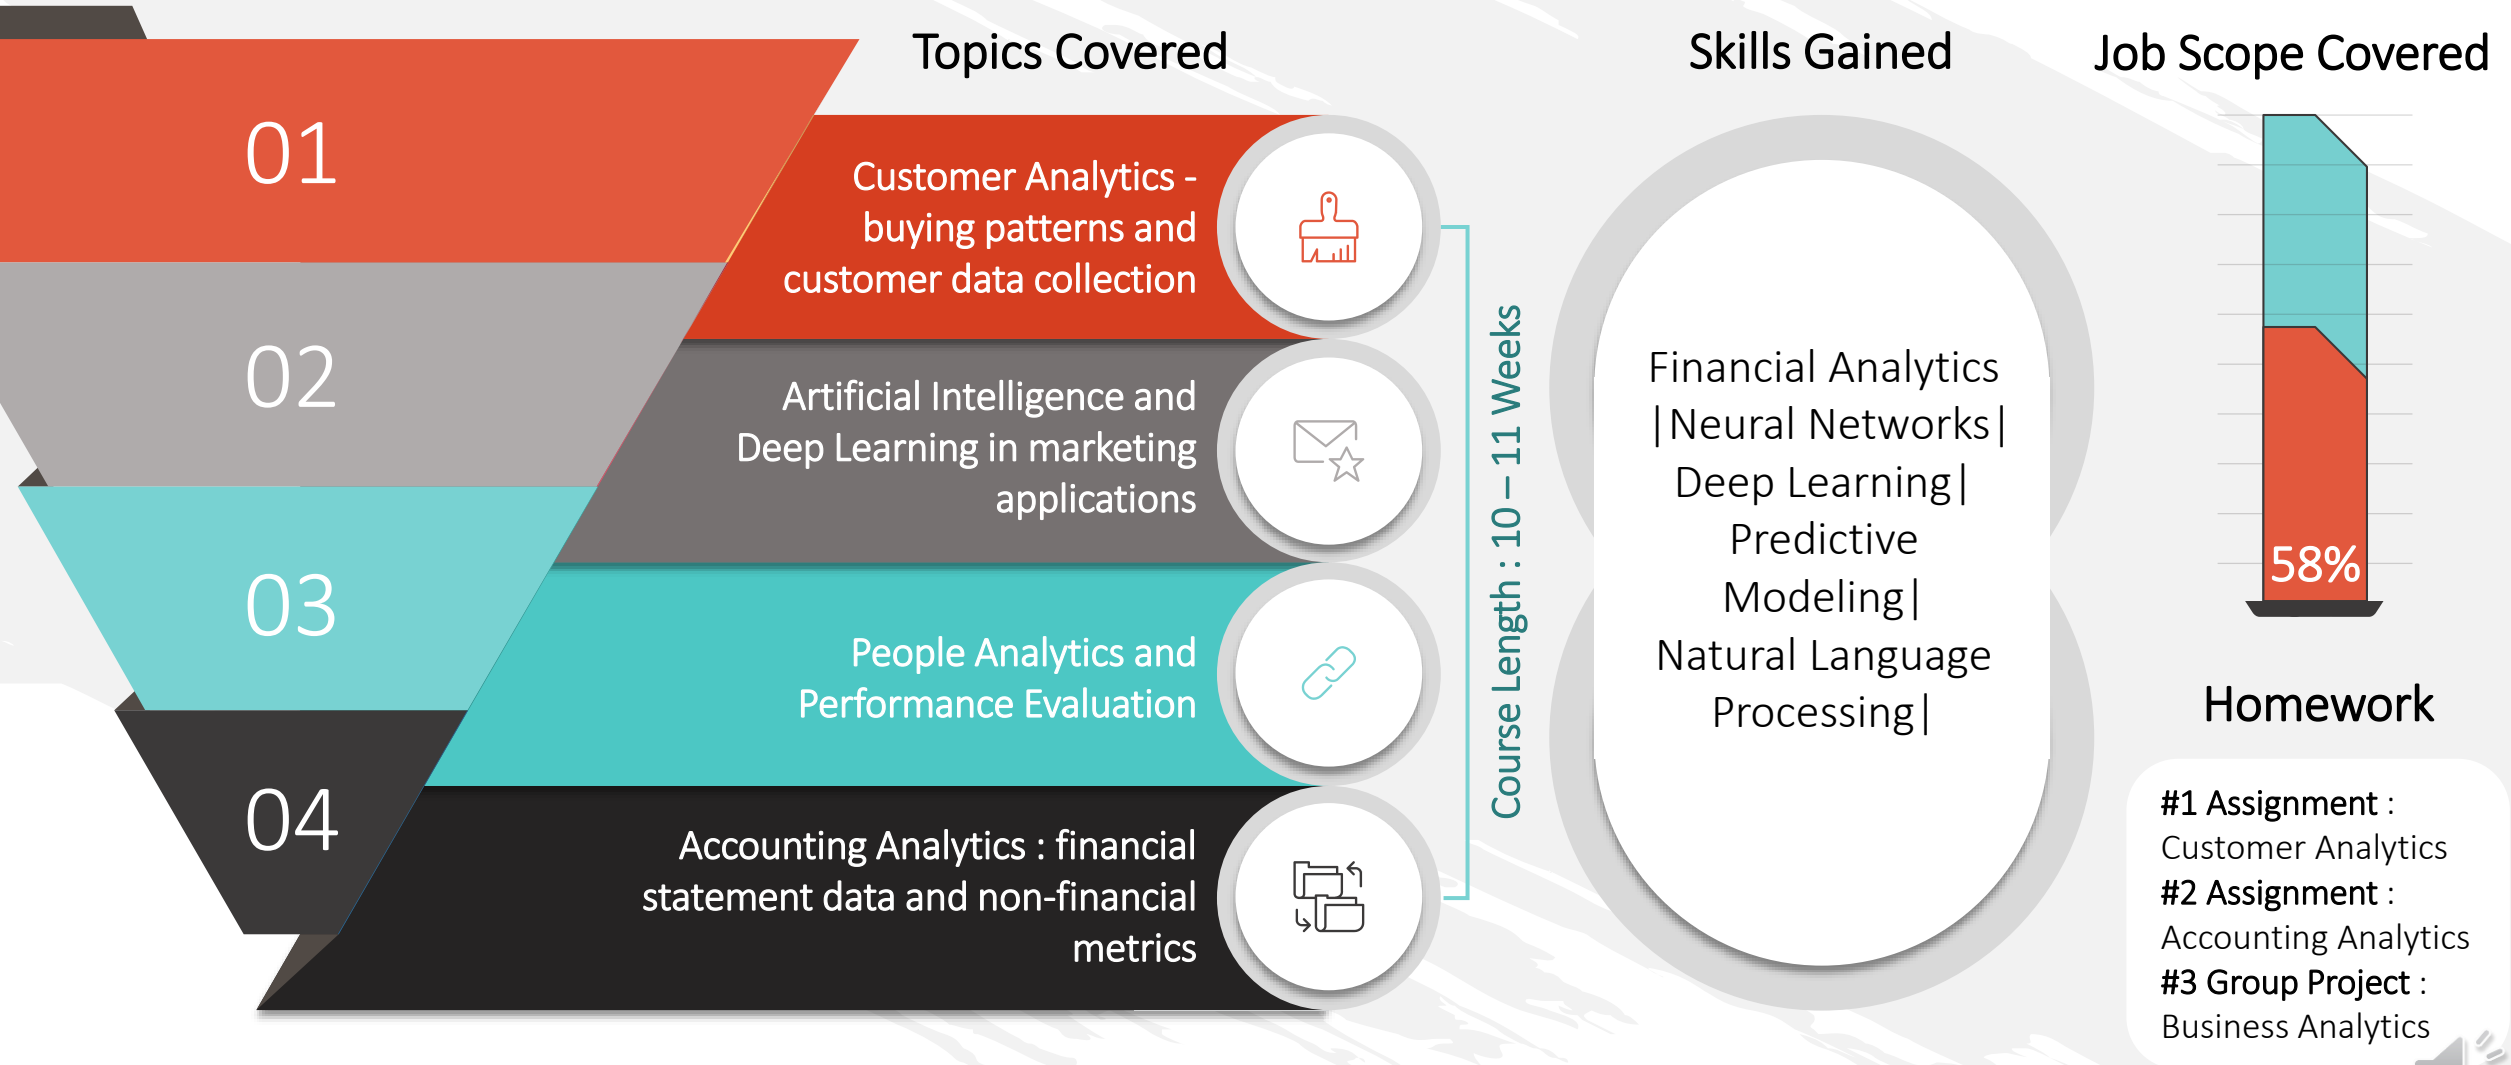 Topics Covered
Skills Gained
Job Scope Covered
01
Customer Analytics -
buying patterns and
customer data collection
02
Artificial Intelligence and
Deep Learning in marketing
applications
03
People Analytics and
Performance Evaluation
04
Accounting Analytics : financial
statement data and non-financial
metrics
Course Length : 10 – 11 Weeks
Financial Analytics
|Neural Networks|
Deep Learning|
Predictive
Modeling|
Natural Language
Processing|
58%
Homework
#1 Assignment :
Customer Analytics
#2 Assignment :
Accounting Analytics
#3 Group Project :
Business Analytics